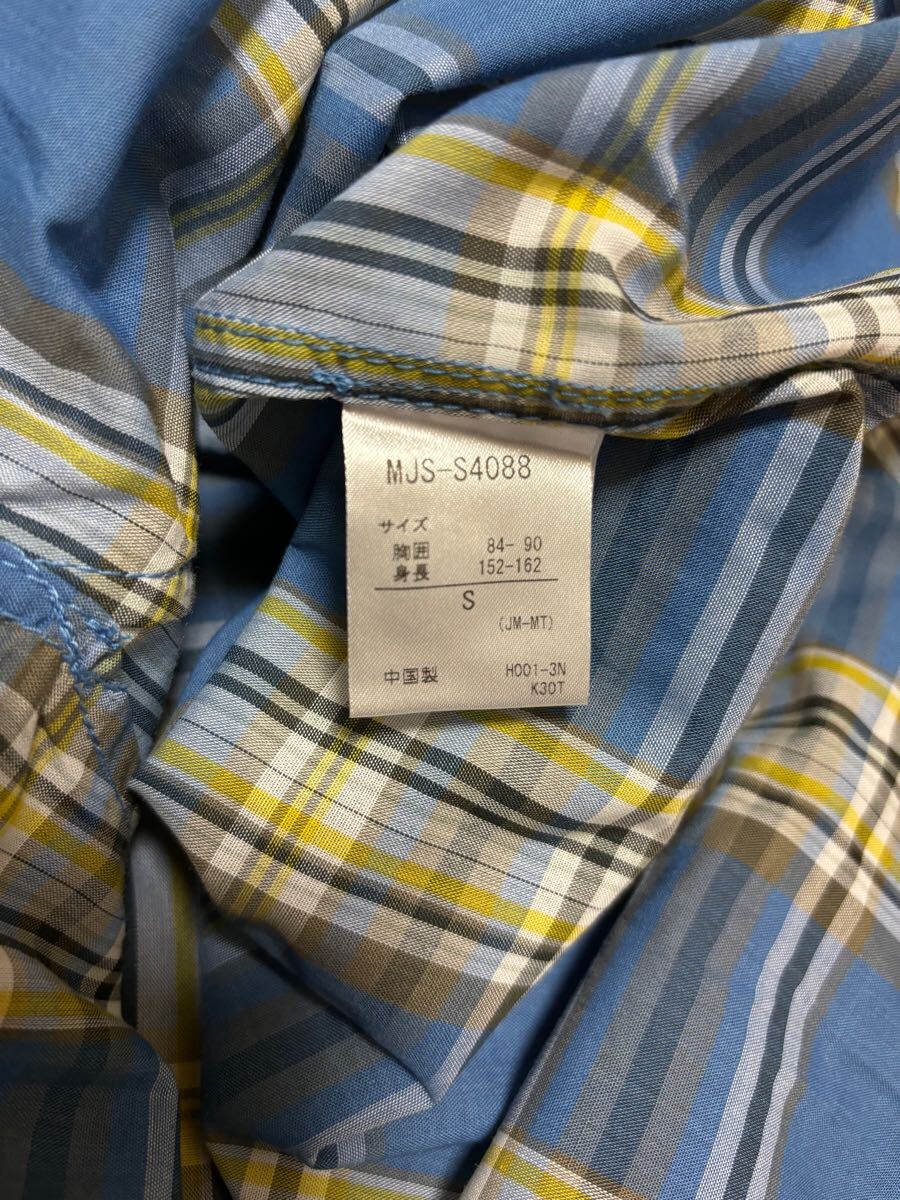 MJS-S4088
サイズ
胸囲 84- 90
身長 152-162
S
(JM-MT)
中国製 H001-3N
K30T